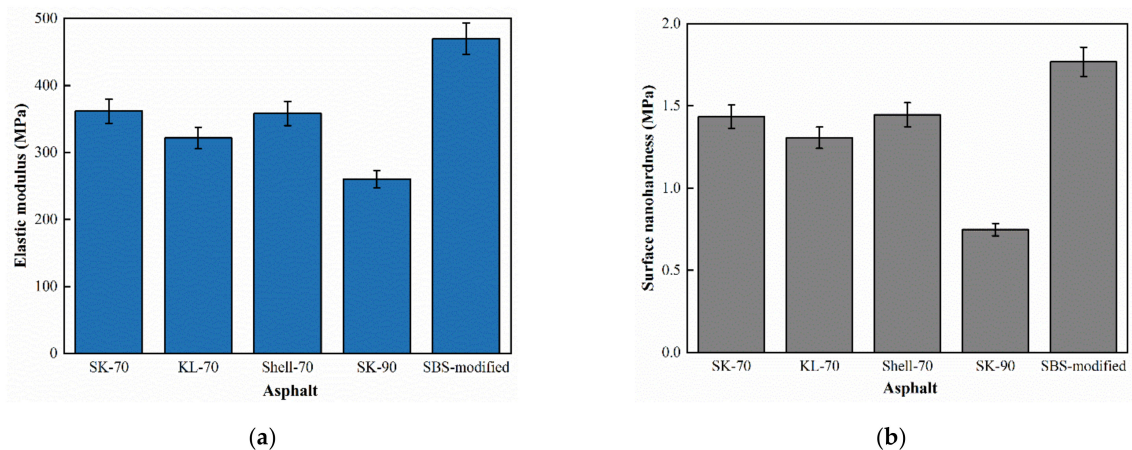 500
400
300
200
100
0
Elastic modulus (MPa)
SK-70 KL-70 Shell-70 SK-90 SBS-modified
Asphalt
(a)
2.0
1.5
1.0
0.5
0.0
Surface nanohardness (MPa)
SK-70 KL-70 Shell-70 SK-90 SBS-modified
Asphalt
(b)